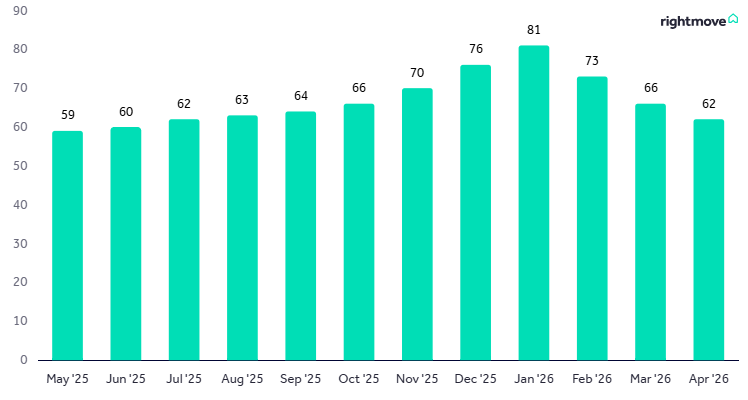 90
rightmove
80
70
60
50
40
30
20
10
0
59
60
62
63
64
66
70
76
81
73
66
62
May '25
Jun '25
Jul '25
Aug '25
Sep '25
Oct '25
Nov '25
Dec '25
Jan '26
Feb '26
Mar '26
Apr '26